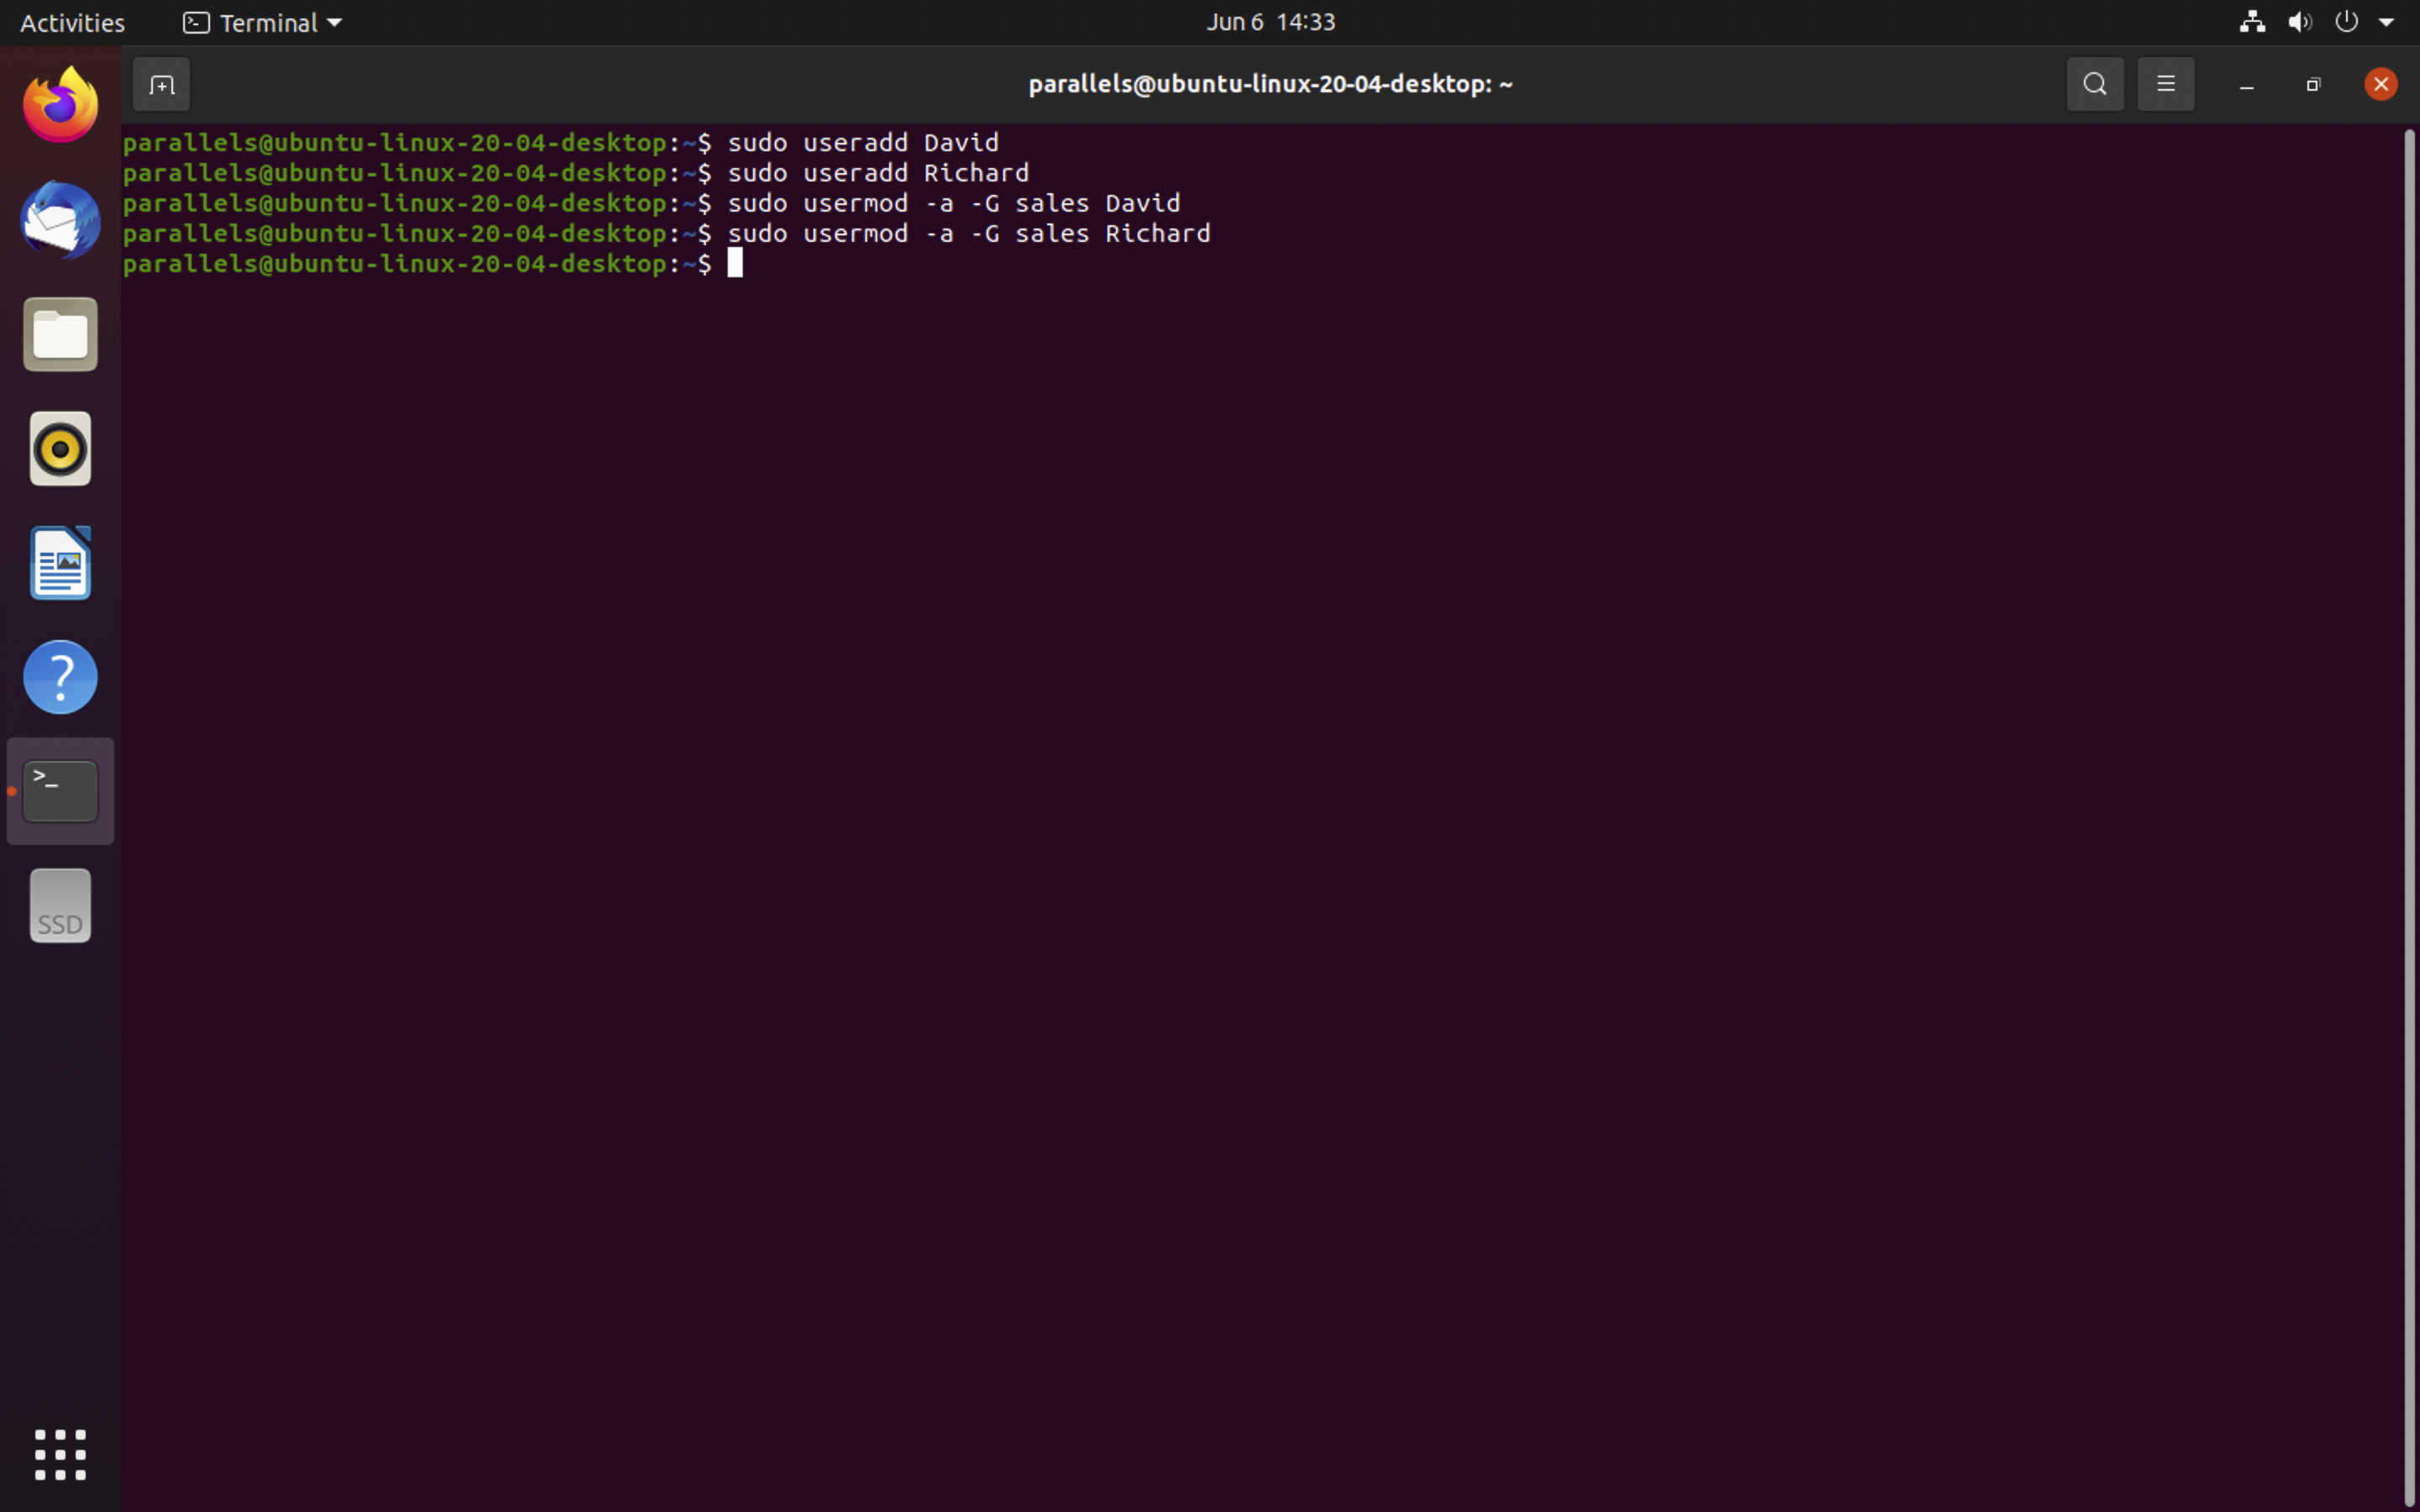 Activities Terminal Jun 6 14:33
parallels@ubuntu-linux-20-04-desktop: ~
parallels@ubuntu-linux-20-04-desktop:~$ sudo useradd David
parallels@ubuntu-linux-20-04-desktop:~$ sudo useradd Richard
parallels@ubuntu-linux-20-04-desktop:~$ sudo usermod -a -G sales David
parallels@ubuntu-linux-20-04-desktop:~$ sudo usermod -a -G sales Richard
parallels@ubuntu-linux-20-04-desktop:~$
?
>_
SSD